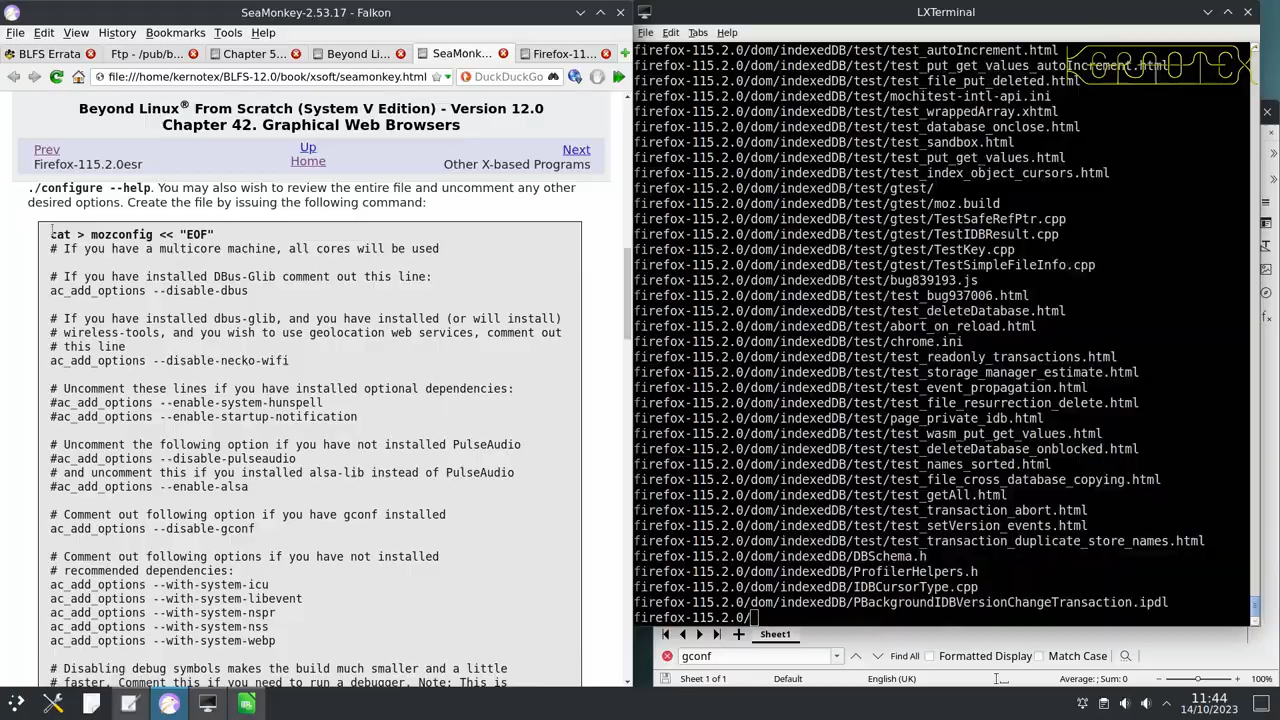 SeaMonkey-2.53.17 - Falkon
File Edit View History Bookmarks Tools Help
BLFS Errata
Ftp - /pub/b...
Chapter 5...
Beyond Li...
SeaMonk...
Firefox-11...
file:///home/kernotex/BLFS-12.0/book/xsoft/seamonkey.html
DuckDuckGo
Beyond Linux® From Scratch (System V Edition) - Version 12.0
Chapter 42. Graphical Web Browsers
Prev Up Next
Firefox-115.2.0esr Home Other X-based Programs
./configure --help. You may also wish to review the entire file and uncomment any other
desired options. Create the file by issuing the following command:
cat > mozconfig << "EOF"
# If you have a multicore machine, all cores will be used
# If you have installed DBus-Glib comment out this line:
ac_add_options --disable-dbus
# If you have installed dbus-glib, and you have installed (or will install)
# wireless-tools, and you wish to use geolocation web services, comment out
# this line
ac_add_options --disable-necko-wifi
# Uncomment these lines if you have installed optional dependencies:
#ac_add_options --enable-system-hunspell
#ac_add_options --enable-startup-notification
# Uncomment the following option if you have not installed PulseAudio
#ac_add_options --disable-pulseaudio
# and uncomment this if you installed alsa-lib instead of PulseAudio
#ac_add_options --enable-alsa
# Comment out following option if you have gconf installed
ac_add_options --disable-gconf
# Comment out following options if you have not installed
# recommended dependencies:
ac_add_options --with-system-icu
ac_add_options --with-system-libevent
ac_add_options --with-system-nspr
ac_add_options --with-system-nss
ac_add_options --with-system-webp
# Disabling debug symbols makes the build much smaller and a little
# faster. Comment this if you need to run a debugger. Note: This is
LXTerminal
File Edit Tabs Help
firefox-115.2.0/dom/indexedDB/test/test_autoIncrement.html
firefox-115.2.0/dom/indexedDB/test/test_put_get_values_autoIncrement.html
firefox-115.2.0/dom/indexedDB/test/test_file_put_deleted.html
firefox-115.2.0/dom/indexedDB/test/mochitest-intl-api.ini
firefox-115.2.0/dom/indexedDB/test/test_wrappedArray.xhtml
firefox-115.2.0/dom/indexedDB/test/test_database_onclose.html
firefox-115.2.0/dom/indexedDB/test/test_sandbox.html
firefox-115.2.0/dom/indexedDB/test/test_put_get_values.html
firefox-115.2.0/dom/indexedDB/test/test_index_object_cursors.html
firefox-115.2.0/dom/indexedDB/test/gtest/
firefox-115.2.0/dom/indexedDB/test/gtest/moz.build
firefox-115.2.0/dom/indexedDB/test/gtest/TestSafeRefPtr.cpp
firefox-115.2.0/dom/indexedDB/test/gtest/TestIDBResult.cpp
firefox-115.2.0/dom/indexedDB/test/gtest/TestKey.cpp
firefox-115.2.0/dom/indexedDB/test/gtest/TestSimpleFileInfo.cpp
firefox-115.2.0/dom/indexedDB/test/bug839193.js
firefox-115.2.0/dom/indexedDB/test/test_bug937006.html
firefox-115.2.0/dom/indexedDB/test/test_deleteDatabase.html
firefox-115.2.0/dom/indexedDB/test/abort_on_reload.html
firefox-115.2.0/dom/indexedDB/test/chrome.ini
firefox-115.2.0/dom/indexedDB/test/test_readonly_transactions.html
firefox-115.2.0/dom/indexedDB/test/test_storage_manager_estimate.html
firefox-115.2.0/dom/indexedDB/test/test_event_propagation.html
firefox-115.2.0/dom/indexedDB/test/test_file_resurrection_delete.html
firefox-115.2.0/dom/indexedDB/test/page_private_idb.html
firefox-115.2.0/dom/indexedDB/test/test_wasm_put_get_values.html
firefox-115.2.0/dom/indexedDB/test/test_deleteDatabase_onblocked.html
firefox-115.2.0/dom/indexedDB/test/test_names_sorted.html
firefox-115.2.0/dom/indexedDB/test/test_file_cross_database_copying.html
firefox-115.2.0/dom/indexedDB/test/test_getAll.html
firefox-115.2.0/dom/indexedDB/test/test_transaction_abort.html
firefox-115.2.0/dom/indexedDB/test/test_setVersion_events.html
firefox-115.2.0/dom/indexedDB/test/test_transaction_duplicate_store_names.html
firefox-115.2.0/dom/indexedDB/DBSchema.h
firefox-115.2.0/dom/indexedDB/ProfilerHelpers.h
firefox-115.2.0/dom/indexedDB/IDBCursorType.cpp
firefox-115.2.0/dom/indexedDB/PBackgroundIDBVersionChangeTransaction.ipdl
firefox-115.2.0/
KERNOTEX
Sheet1
gconf Find All Formatted Display Match Case
Sheet 1 of 1 Default English (UK) Average: ; Sum: 0 100%
11:44
14/10/2023